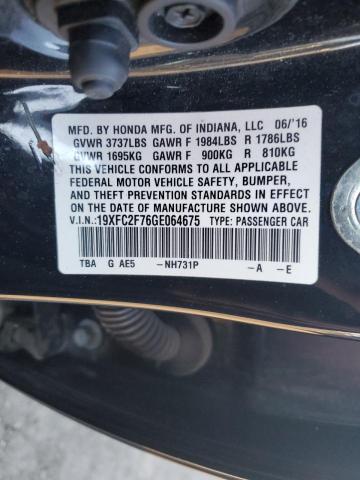 MFD. BY HONDA MFG. OF INDIANA, LLC 06/'16
GVWR 3737LBS GAWR F 1984LBS R 1786LBS
GVWR 1695KG GAWR F 900KG R 810KG
THIS VEHICLE CONFORMS TO ALL APPLICABLE
FEDERAL MOTOR VEHICLE SAFETY, BUMPER,
AND THEFT PREVENTION STANDARDS IN EFFECT
ON THE DATE OF MANUFACTURE SHOWN ABOVE.
V.I.N.:19XFC2F76GE064675 TYPE: PASSENGER CAR
TBA G AE5 -NH731P -A -E